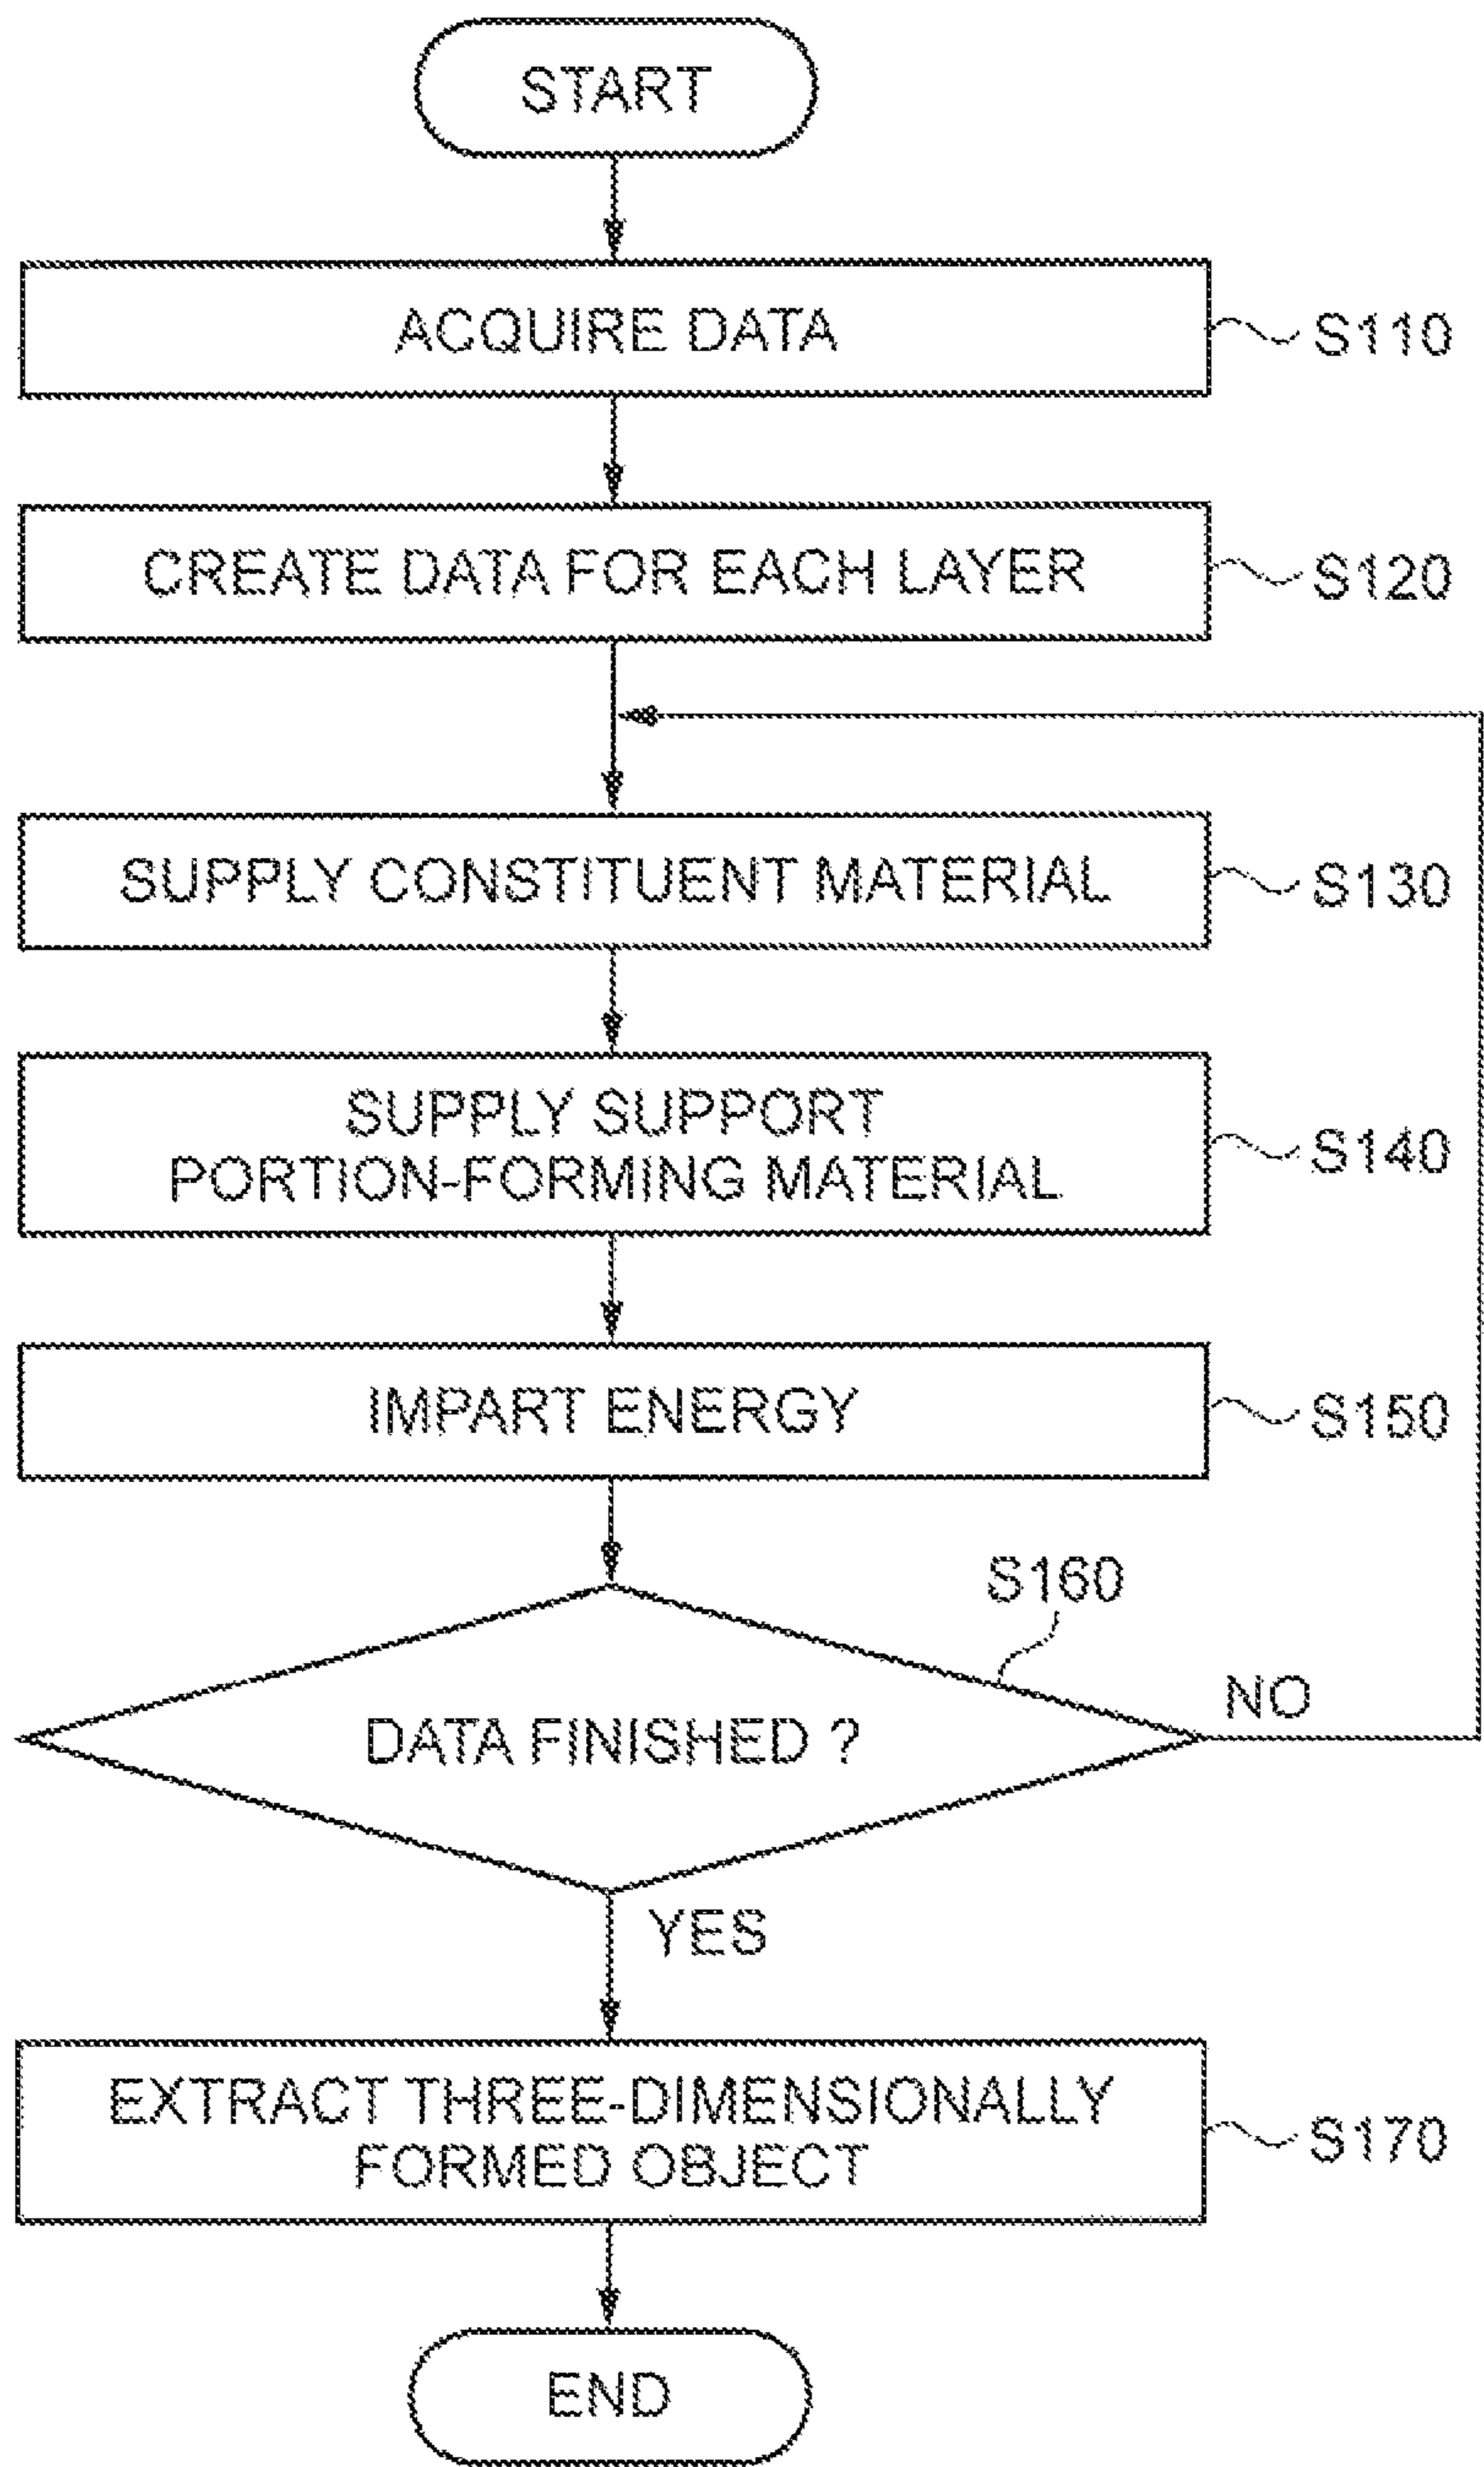 START
ACQUIRE DATA
S110
CREATE DATA FOR EACH LAYER
S120
SUPPLY CONSTITUENT MATERIAL
S130
SUPPLY SUPPORT
PORTION-FORMING MATERIAL
S140
IMPART ENERGY
S150
S160
DATA FINISHED ?
NO
YES
EXTRACT THREE-DIMENSIONALLY
FORMED OBJECT
S170
END